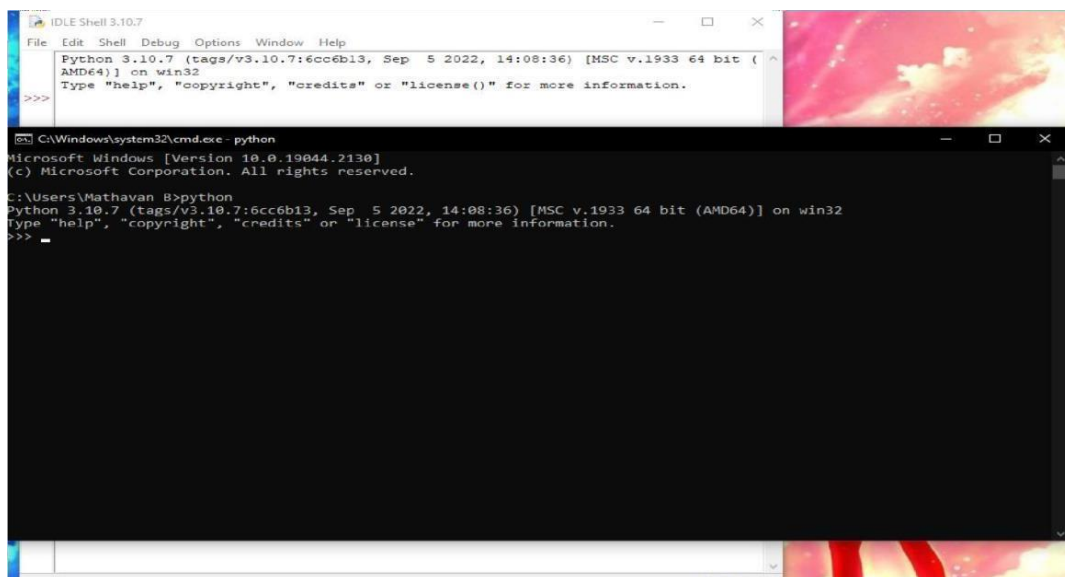 IDLE Shell 3.10.7
File Edit Shell Debug Options Window Help
Python 3.10.7 (tags/v3.10.7:6cc6b13, Sep  5 2022, 14:08:36) [MSC v.1933 64 bit (
AMD64)] on win32
Type "help", "copyright", "credits" or "license()" for more information.
>>>
C:\Windows\system32\cmd.exe - python
Microsoft Windows [Version 10.0.19044.2130]
(c) Microsoft Corporation. All rights reserved.
C:\Users\Mathavan B>python
Python 3.10.7 (tags/v3.10.7:6cc6b13, Sep  5 2022, 14:08:36) [MSC v.1933 64 bit (AMD64)] on win32
Type "help", "copyright", "credits" or "license" for more information.
>>>